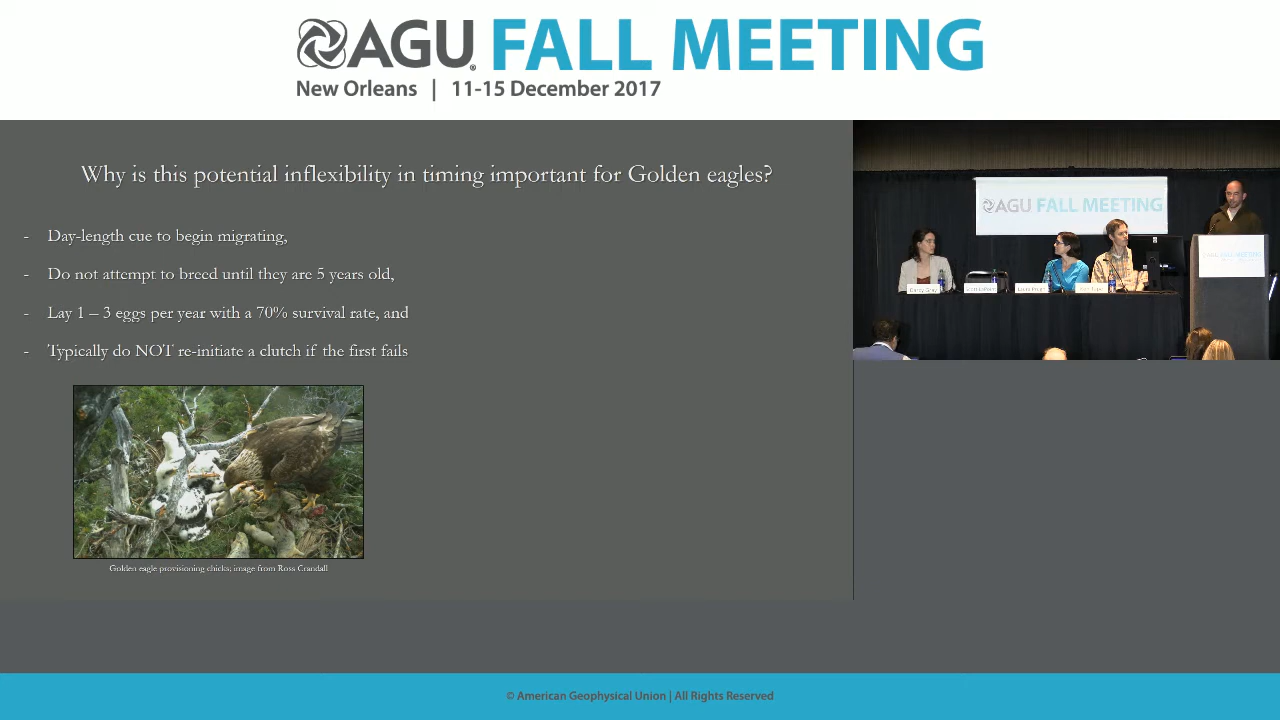 AGU FALL MEETING
New Orleans | 11-15 December 2017
Why is this potential inflexibility in timing important for Golden eagles?
- Day-length cue to begin migrating,
- Do not attempt to breed until they are 5 years old,
- Lay 1 – 3 eggs per year with a 70% survival rate, and
- Typically do NOT re-initiate a clutch if the first fails
Golden eagle provisioning chicks; image from Ross Crandall
AGU FALL MEETING
© American Geophysical Union | All Rights Reserved